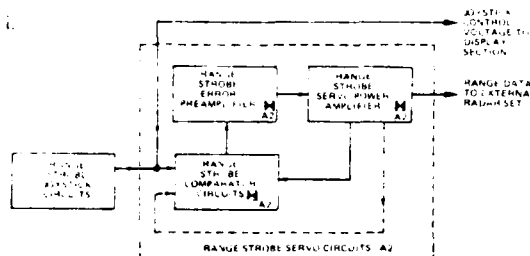 JOYSTICK
CONTROL
VOLTAGE TO
DISPLAY
SECTION
RANGE
STROBE
ERROR
PREAMPLIFIER
A2
RANGE
STROBE
SERVO POWER
AMPLIFIER
A2
RANGE DATA
TO EXTERNAL
RADAR SET
RANGE
STROBE
JOYSTICK
CIRCUITS
RANGE
STROBE
COMPARATOR
CIRCUITS
A2
RANGE STROBE SERVO CIRCUITS A2